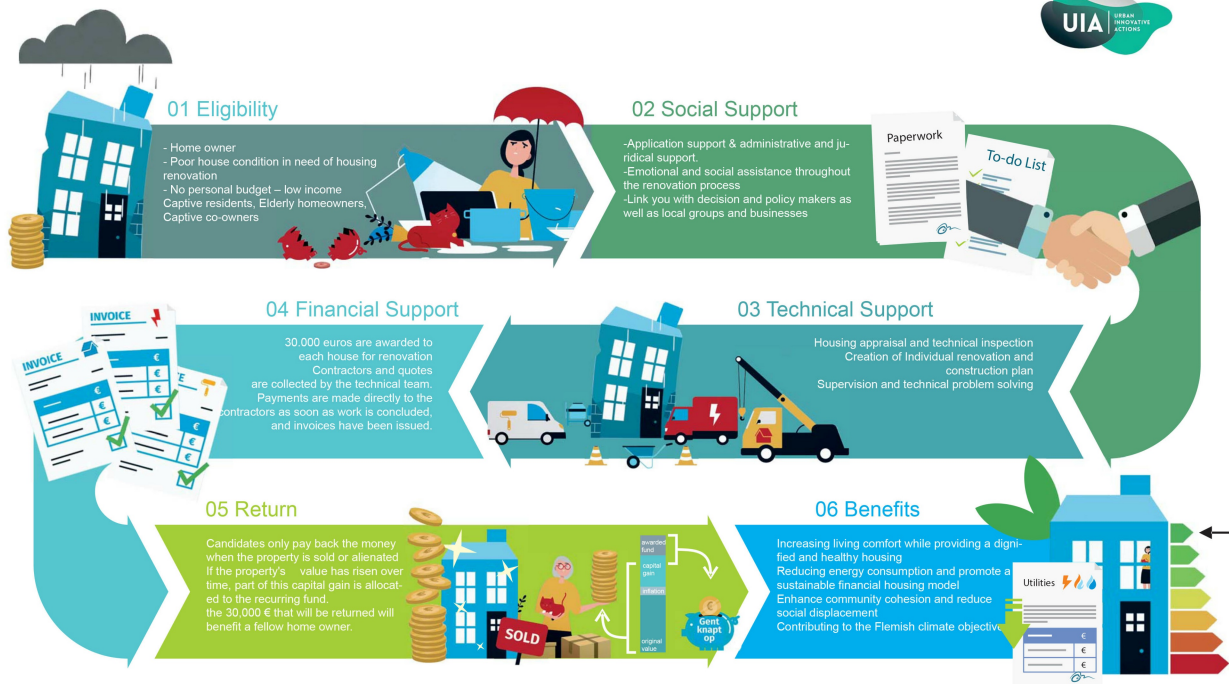 UIA
URBAN
INNOVATIVE
ACTIONS
01 Eligibility
- Home owner
- Poor house condition in need of housing
renovation
- No personal budget – low income
Captive residents, Elderly homeowners,
Captive co-owners
02 Social Support
-Application support & administrative and ju-
ridical support.
-Emotional and social assistance throughout
the renovation process
-Link you with decision and policy makers as
well as local groups and businesses
Paperwork
To-do List
03 Technical Support
Housing appraisal and technical inspection
Creation of Individual renovation and
construction plan
Supervision and technical problem solving
04 Financial Support
30.000 euros are awarded to
each house for renovation
Contractors and quotes
are collected by the technical team.
Payments are made directly to the
contractors as soon as work is concluded,
and invoices have been issued.
INVOICE
€
€
€
INVOICE
€
€
€
E
€
€
€
05 Return
Candidates only pay back the money
when the property is sold or alienated
If the property's value has risen over
time, part of this capital gain is allocat-
ed to the recurring fund.
the 30,000 € that will be returned will
benefit a fellow home owner.
SOLD
awarded
fund
capital
gain
inflation
original
value
€
Gent
knapt
op
06 Benefits
Increasing living comfort while providing a digni-
fied and healthy housing
Reducing energy consumption and promote a
sustainable financial housing model
Enhance community cohesion and reduce
social displacement
Contributing to the Flemish climate objective
Utilities
€
€
€